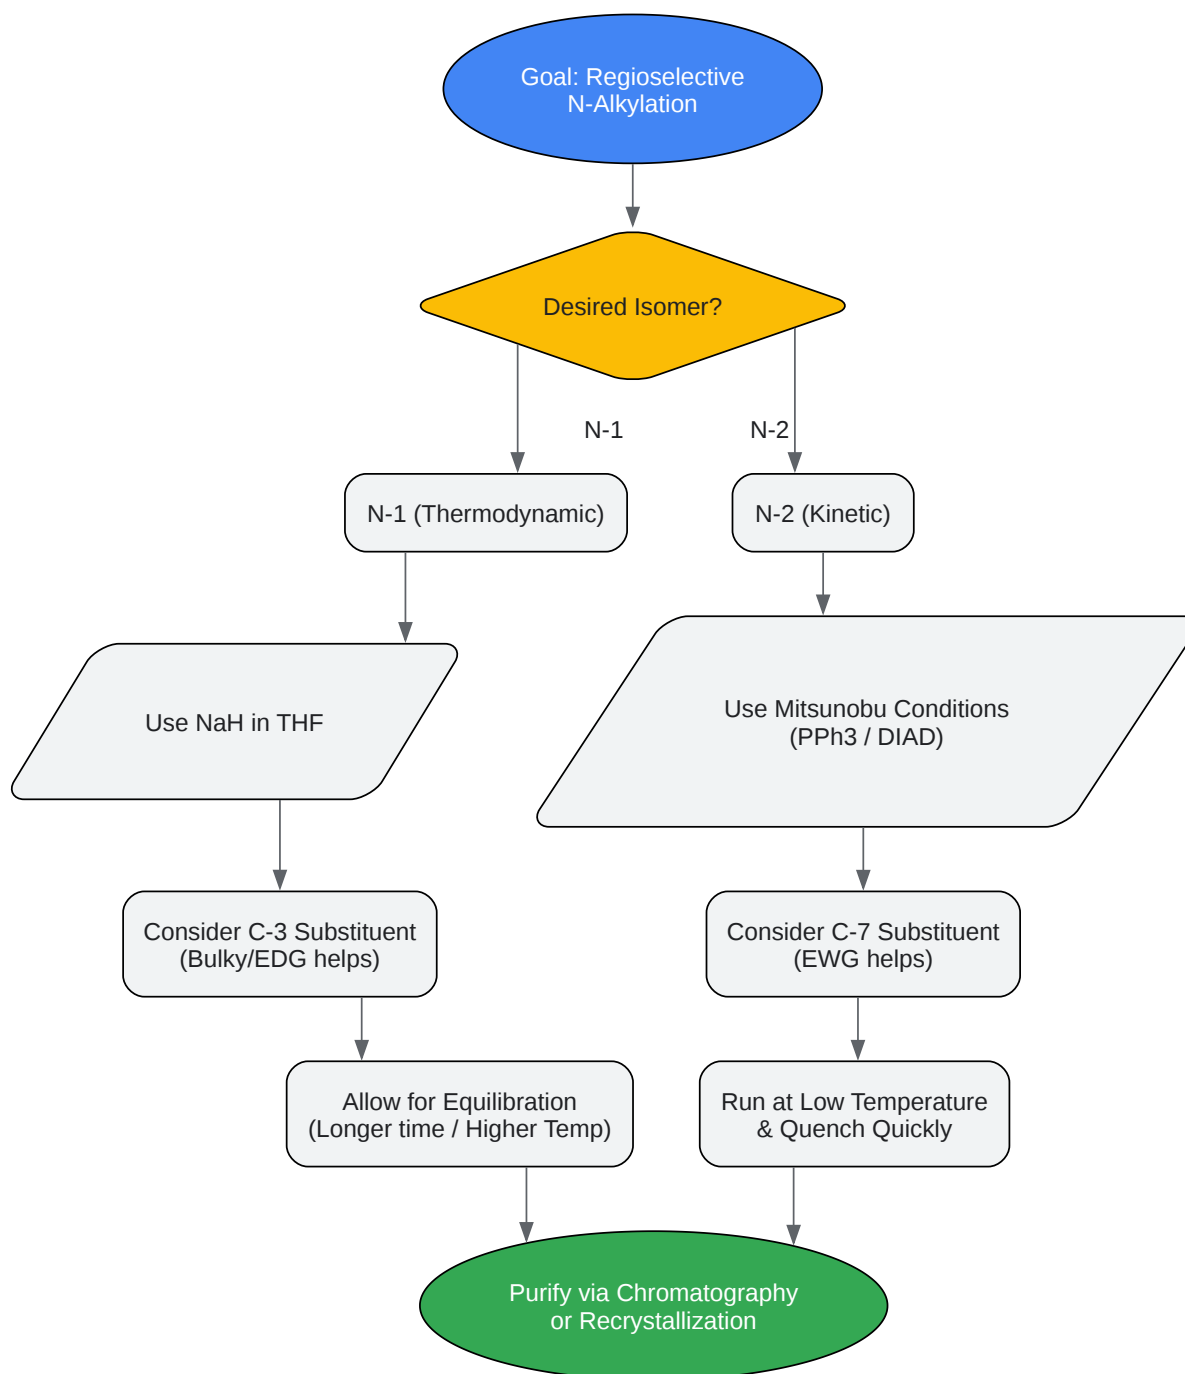 Goal: Regioselective
N-Alkylation
Desired Isomer?
N-1
N-2
N-1 (Thermodynamic)
N-2 (Kinetic)
Use NaH in THF
Use Mitsunobu Conditions
(PPh3 / DIAD)
Consider C-3 Substituent
(Bulky/EDG helps)
Consider C-7 Substituent
(EWG helps)
Allow for Equilibration
(Longer time / Higher Temp)
Run at Low Temperature
& Quench Quickly
Purify via Chromatography
or Recrystallization